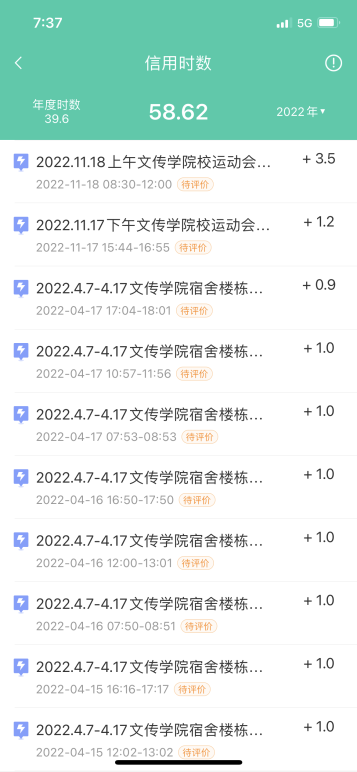 7:37 5G
信用时数
年度时数 58.62 2022年▼
39.6
2022.11.18上午文传学院校运动会... + 3.5
2022-11-18 08:30-12:00 待评价
2022.11.17下午文传学院校运动会... + 1.2
2022-11-17 15:44-16:55 待评价
2022.4.7-4.17文传学院宿舍楼栋... + 0.9
2022-04-17 17:04-18:01 待评价
2022.4.7-4.17文传学院宿舍楼栋... + 1.0
2022-04-17 10:57-11:56 待评价
2022.4.7-4.17文传学院宿舍楼栋... + 1.0
2022-04-17 07:53-08:53 待评价
2022.4.7-4.17文传学院宿舍楼栋... + 1.0
2022-04-16 16:50-17:50 待评价
2022.4.7-4.17文传学院宿舍楼栋... + 1.0
2022-04-16 12:00-13:01 待评价
2022.4.7-4.17文传学院宿舍楼栋... + 1.0
2022-04-16 07:50-08:51 待评价
2022.4.7-4.17文传学院宿舍楼栋... + 1.0
2022-04-15 16:16-17:17 待评价
2022.4.7-4.17文传学院宿舍楼栋... + 1.0
2022-04-15 12:02-13:02 待评价